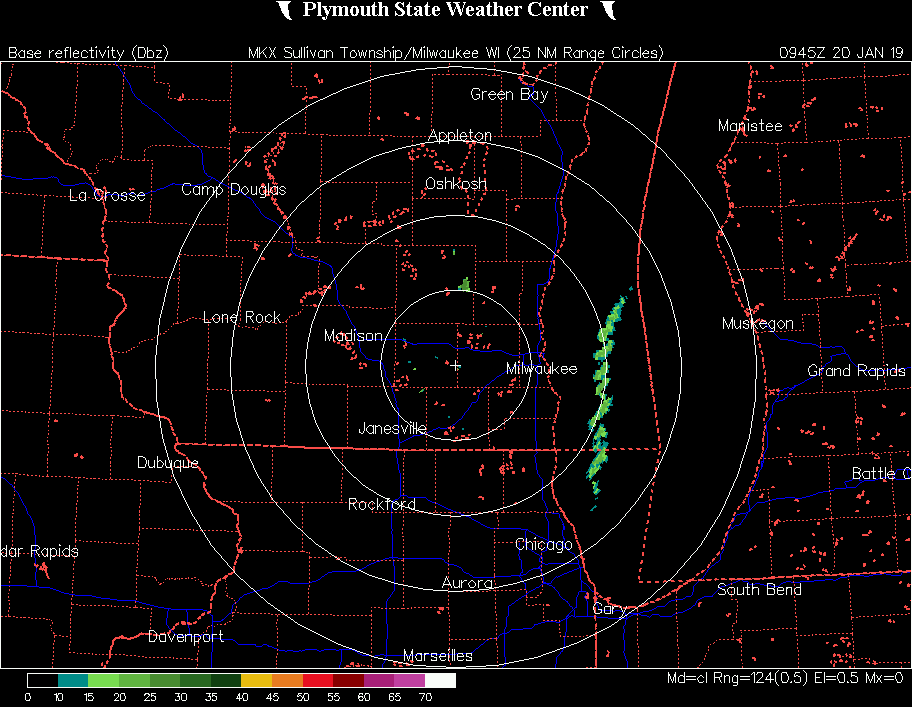 Plymouth State Weather Center
Base reflectivity (Dbz) MKX Sullivan Township/Milwaukee WI (25 NM Range Circles) 0945Z 20 JAN 19
Green Bay
Manistee
Appleton
Oshkosh
Camp Douglas
La Crosse
Lone Rock
Muskegon
Madison
Milwaukee
Grand Rapids
Janesville
Dubuque
Battle C
Rockford
Chicago
dar Rapids
Aurora
South Bend
Gary
Davenport
Marseilles
Md=cl Rng=124(0.5) El=0.5 Mx=0
0 10 15 20 25 30 35 40 45 50 55 60 65 70